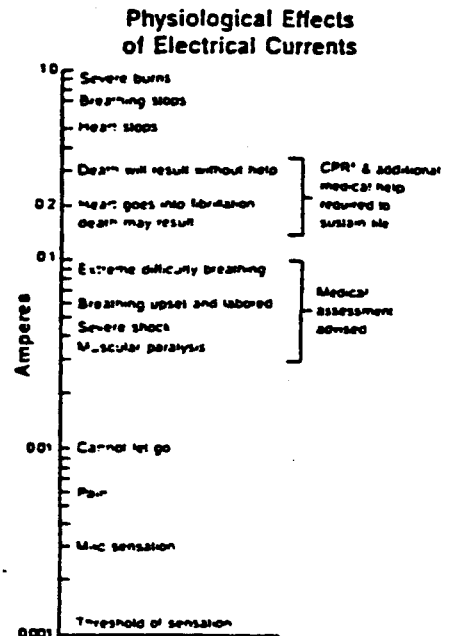 Physiological Effects
of Electrical Currents
1.0
Severe burns
Breathing stops
Heart stops
Death will result without help
CPR* & additional
medical help
required to
sustain life
0.2
Heart goes into fibrillation
death may result
0.1
Extreme difficulty breathing
Breathing upset and labored
Severe shock
Muscular paralysis
Medical
assessment
advised
Amperes
0.01
Cannot let go
Pain
Mild sensation
Threshold of sensation
0.001